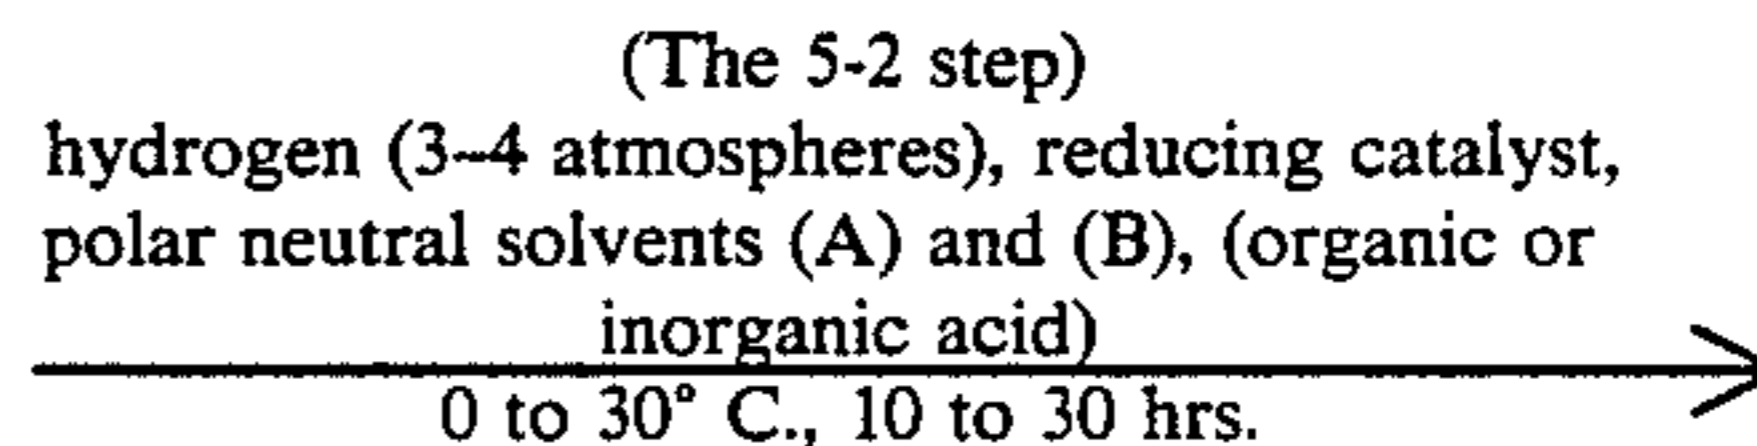 (The 5-2 step)
hydrogen (3–4 atmospheres), reducing catalyst,
polar neutral solvents (A) and (B), (organic or
inorganic acid)
0 to 30° C., 10 to 30 hrs.